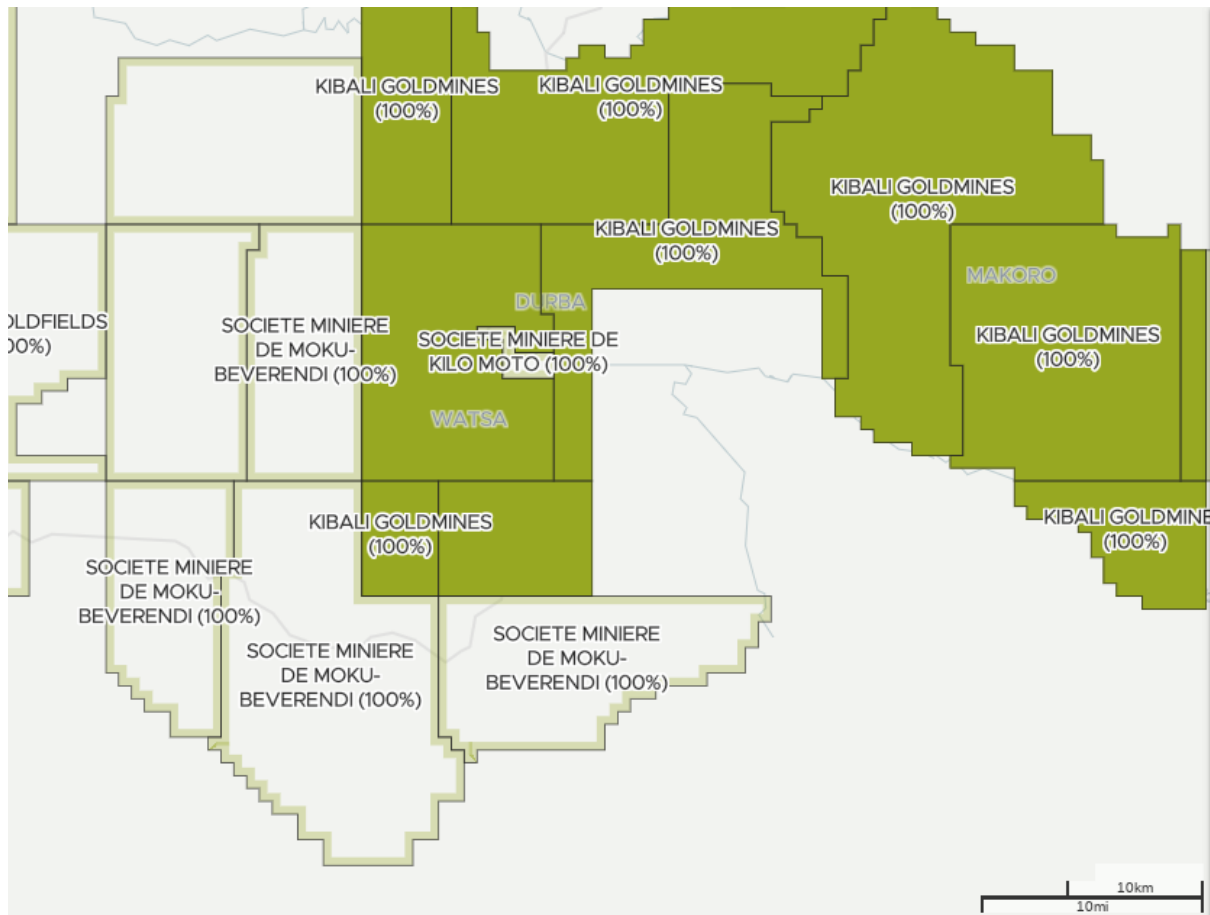 KIBALI GOLDMINES
(100%)
KIBALI GOLDMINES
(100%)
KIBALI GOLDMINES
(100%)
KIBALI GOLDMINES
(100%)
MAKORO
DURBA
OLDFIELDS
00%)
SOCIETE MINIERE
DE MOKU-
BEVERENDI (100%)
SOCIETE MINIERE DE
KILO MOTO (100%)
KIBALI GOLDMINES
(100%)
WATSA
KIBALI GOLDMINES
(100%)
KIBALI GOLDMINE
(100%)
SOCIETE MINIERE
DE MOKU-
BEVERENDI (100%)
SOCIETE MINIERE
DE MOKU-
BEVERENDI (100%)
SOCIETE MINIERE
DE MOKU-
BEVERENDI (100%)
10km
10mi